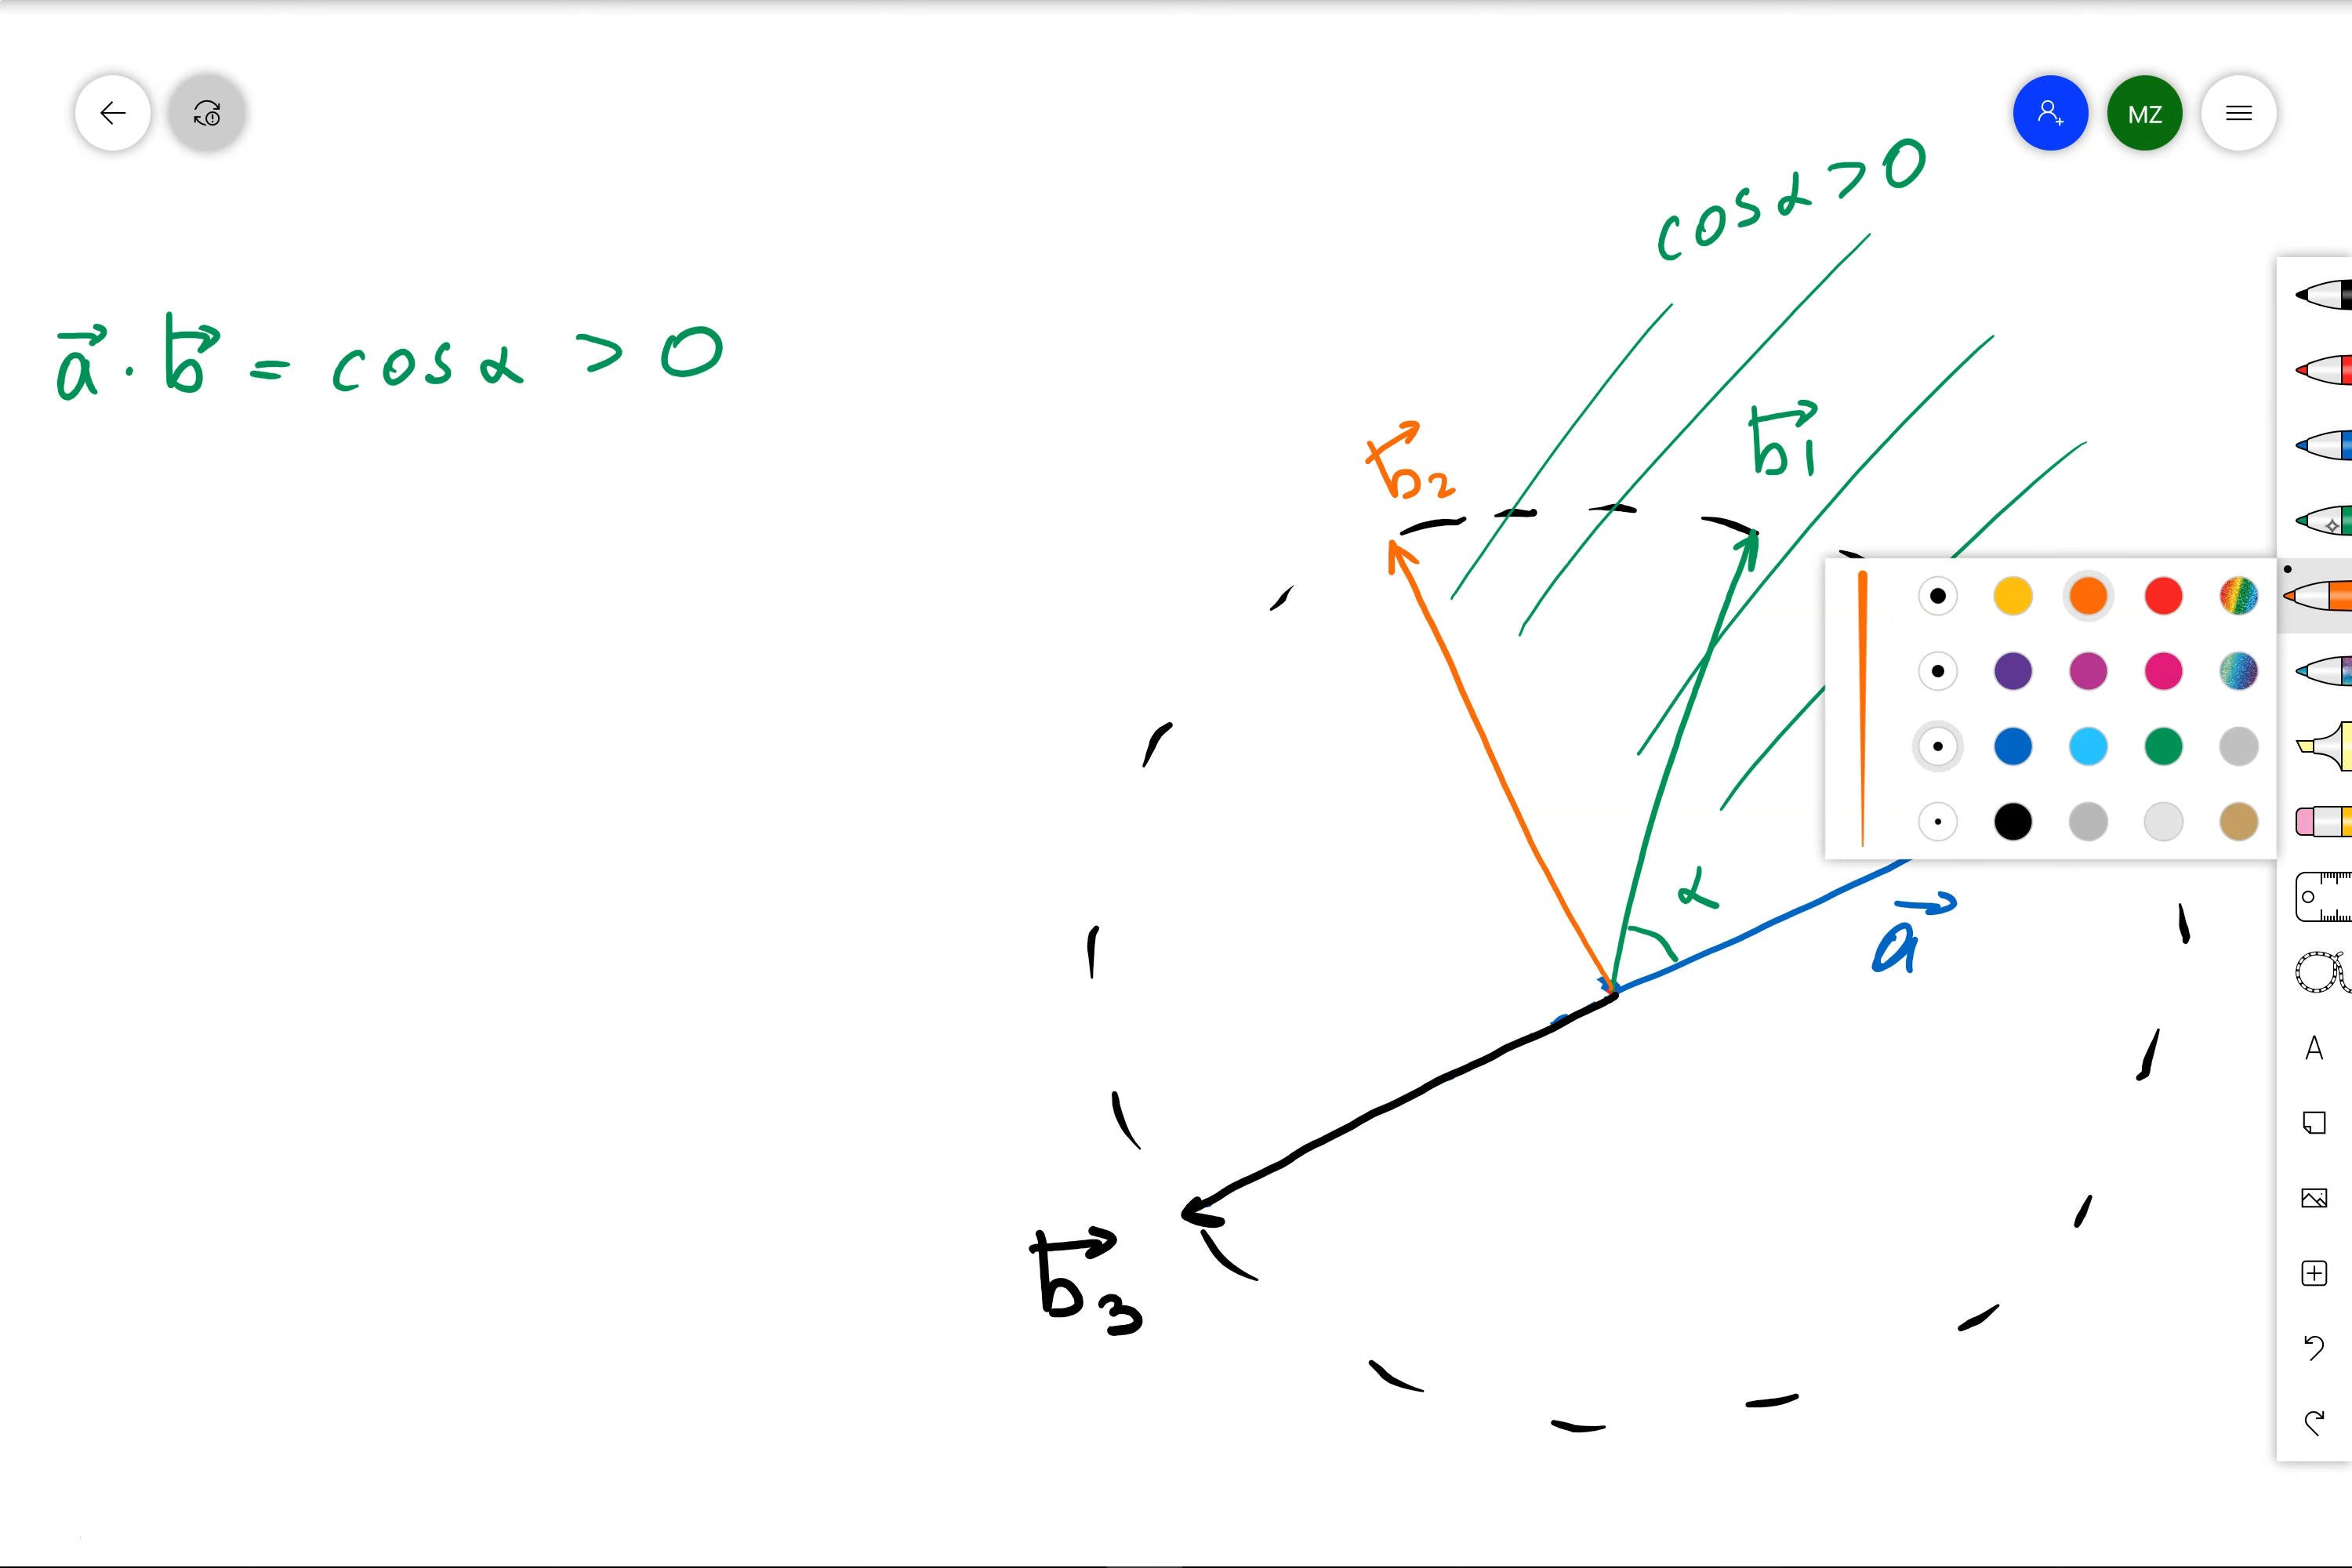 MZ
cos α > 0
a⃗ · b⃗ = cos α > 0
b⃗1
b⃗2
α
a⃗
A
b⃗3